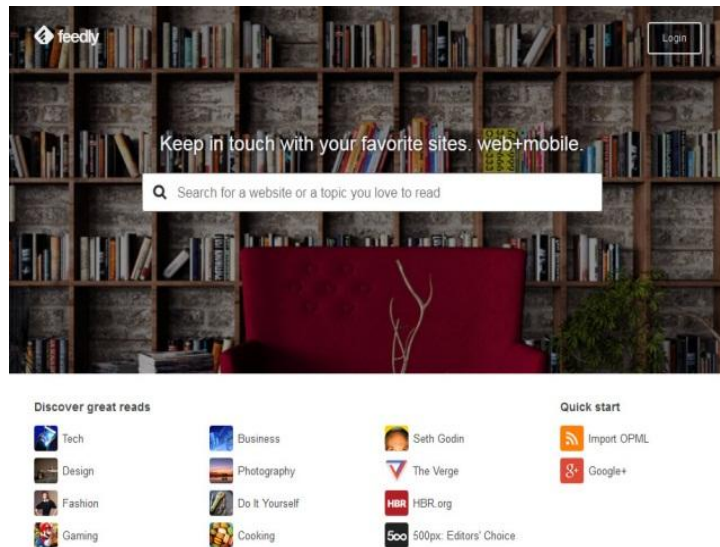 feedly
Login
Keep in touch with your favorite sites. web+mobile.
Search for a website or a topic you love to read
Discover great reads
Quick start
Tech
Business
Seth Godin
Import OPML
Design
Photography
The Verge
Google+
Fashion
Do It Yourself
HBR HBR.org
Gaming
Cooking
500 500px: Editors' Choice